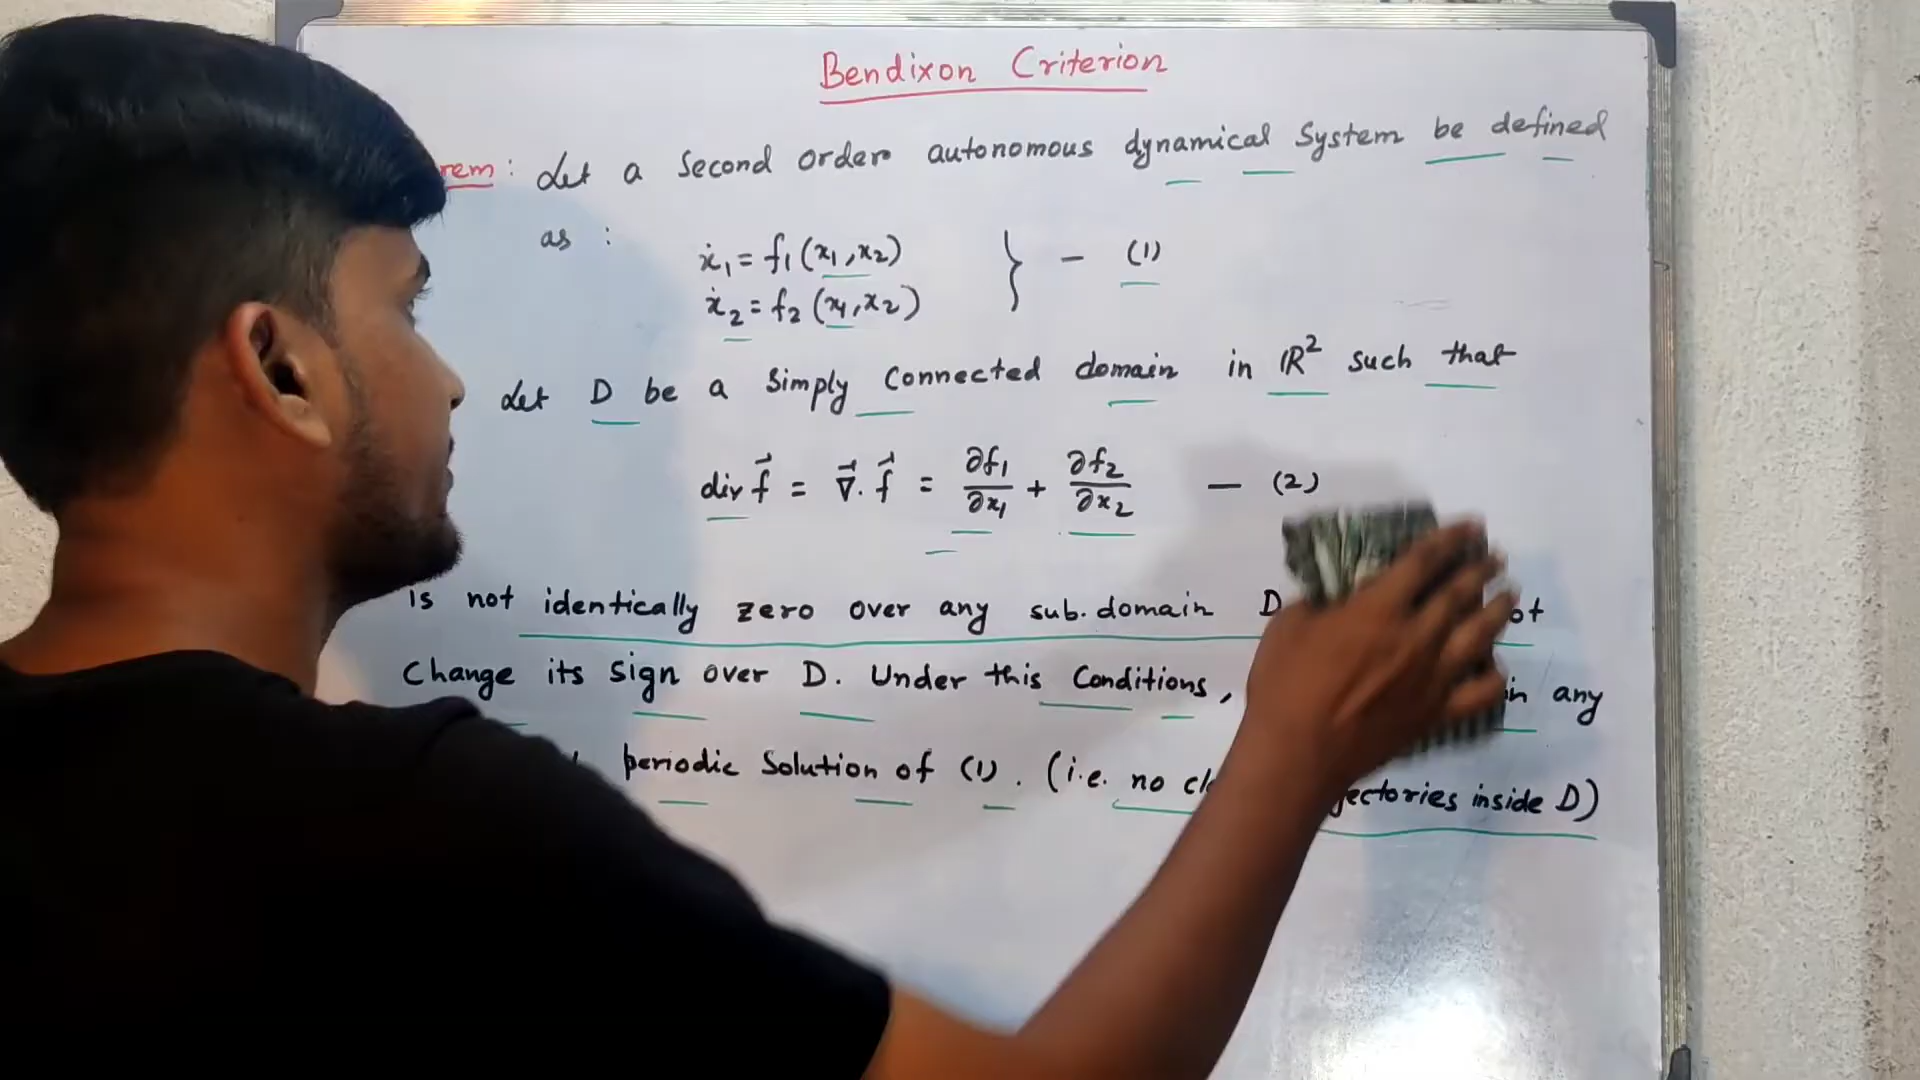 Bendixon Criterion
rem : Let a Second order autonomous dynamical System be defined
as :
ẋ₁ = f₁ (x₁, x₂)
ẋ₂ = f₂ (x₁, x₂) } — (1)
Let D be a Simply Connected domain in ℝ² such that
div f⃗ = ∇⃗. f⃗ = ∂f₁/∂x₁ + ∂f₂/∂x₂ — (2)
is not identically zero over any sub.domain D ot
Change its sign over D. Under this Conditions, in any
periodic Solution of (1). (i.e. no cl jectories inside D)